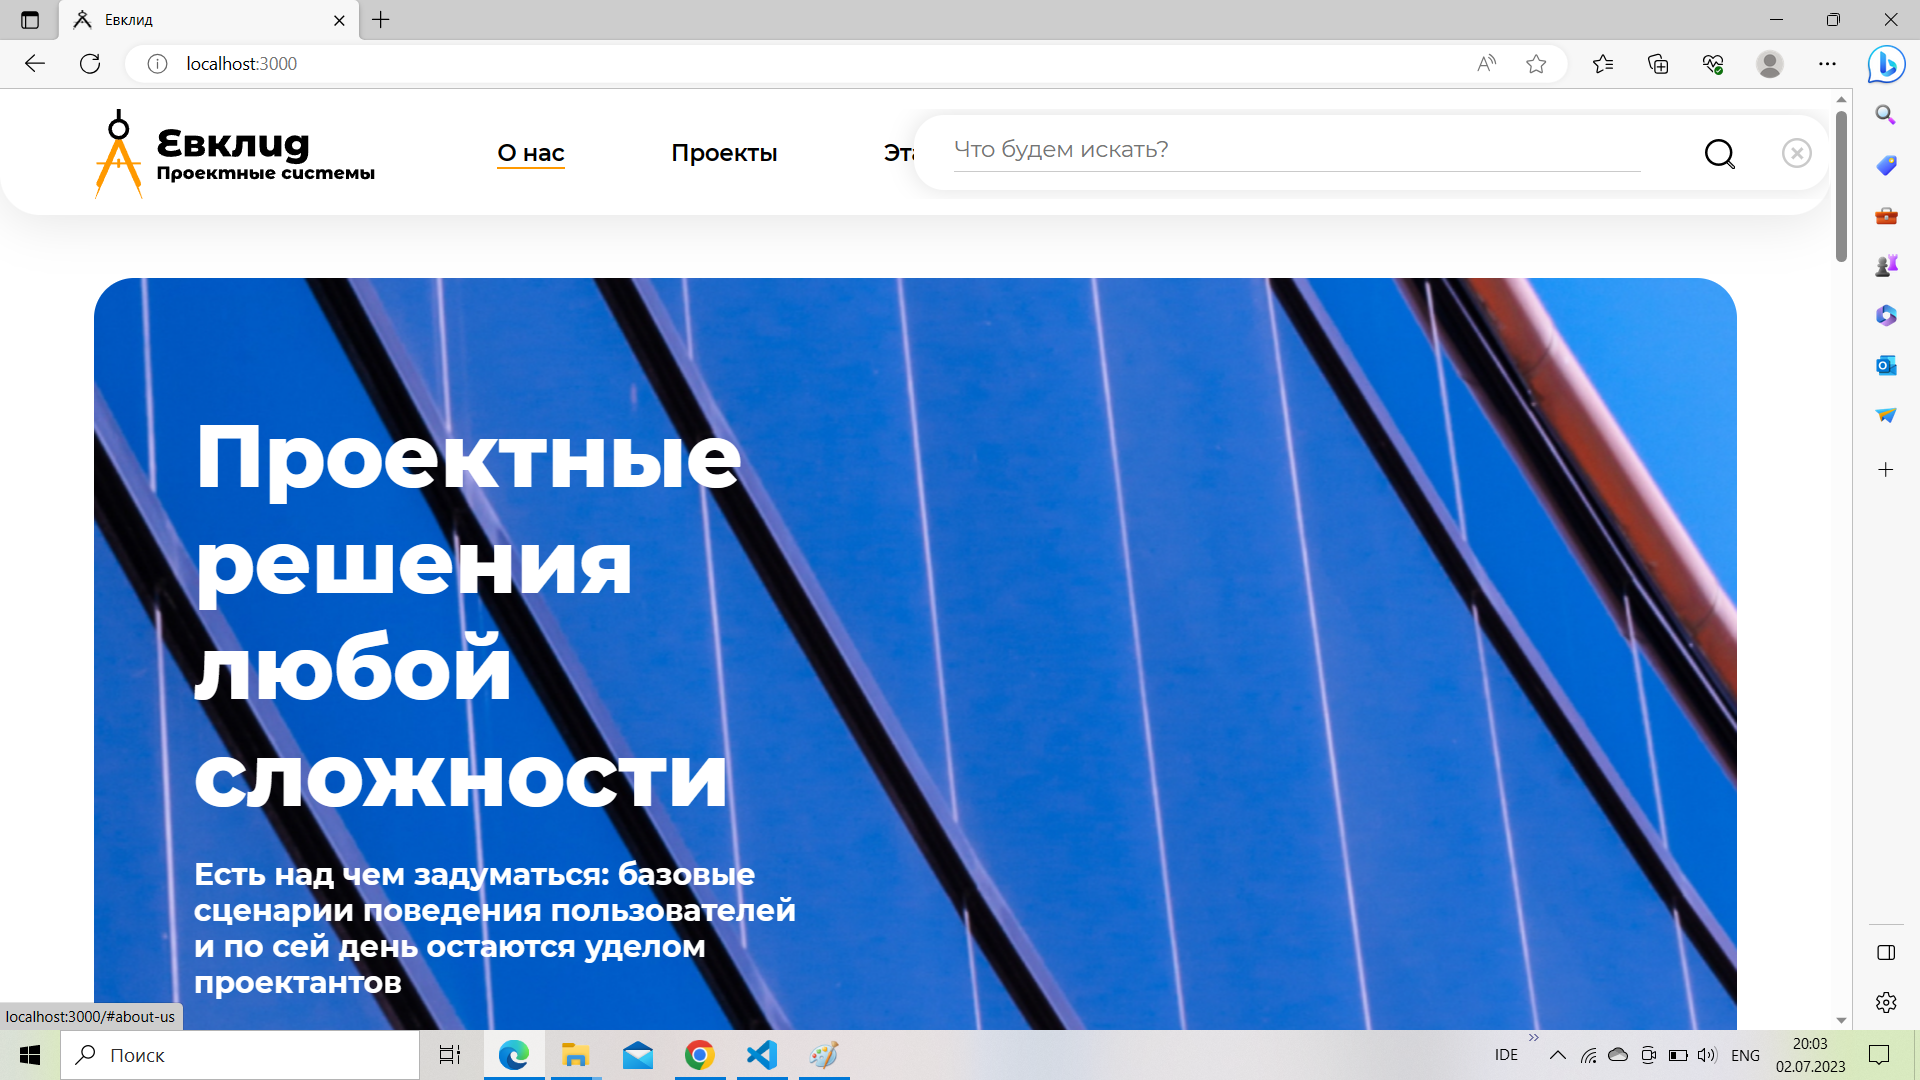 Евклид
localhost:3000
Евклид
Проектные системы
О нас
Проекты
Эта
Что будем искать?
Проектные
решения
любой
сложности
Есть над чем задуматься: базовые
сценарии поведения пользователей
и по сей день остаются уделом
проектантов
localhost:3000/#about-us
Поиск
IDE
ENG
20:03
02.07.2023